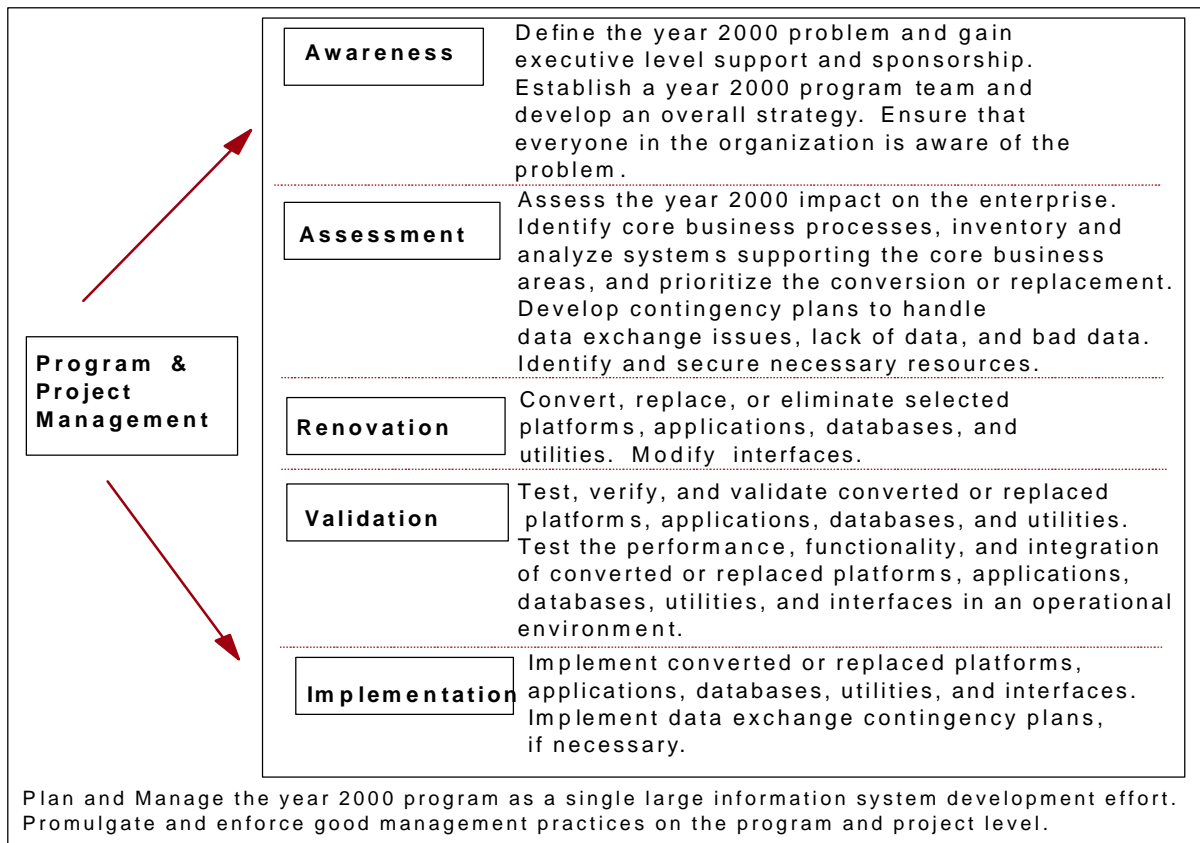 Awareness
Define the year 2000 problem and gain
executive level support and sponsorship.
Establish a year 2000 program team and
develop an overall strategy. Ensure that
everyone in the organization is aware of the
problem.
Assessment
Assess the year 2000 impact on the enterprise.
Identify core business processes, inventory and
analyze systems supporting the core business
areas, and prioritize the conversion or replacement.
Develop contingency plans to handle
data exchange issues, lack of data, and bad data.
Identify and secure necessary resources.
Program &
Project
Management
Renovation
Convert, replace, or eliminate selected
platforms, applications, databases, and
utilities. Modify interfaces.
Validation
Test, verify, and validate converted or replaced
platforms, applications, databases, and utilities.
Test the performance, functionality, and integration
of converted or replaced platforms, applications,
databases, utilities, and interfaces in an operational
environment.
Implementation
Implement converted or replaced platforms,
applications, databases, utilities, and interfaces.
Implement data exchange contingency plans,
if necessary.
Plan and Manage the year 2000 program as a single large information system development effort.
Promulgate and enforce good management practices on the program and project level.